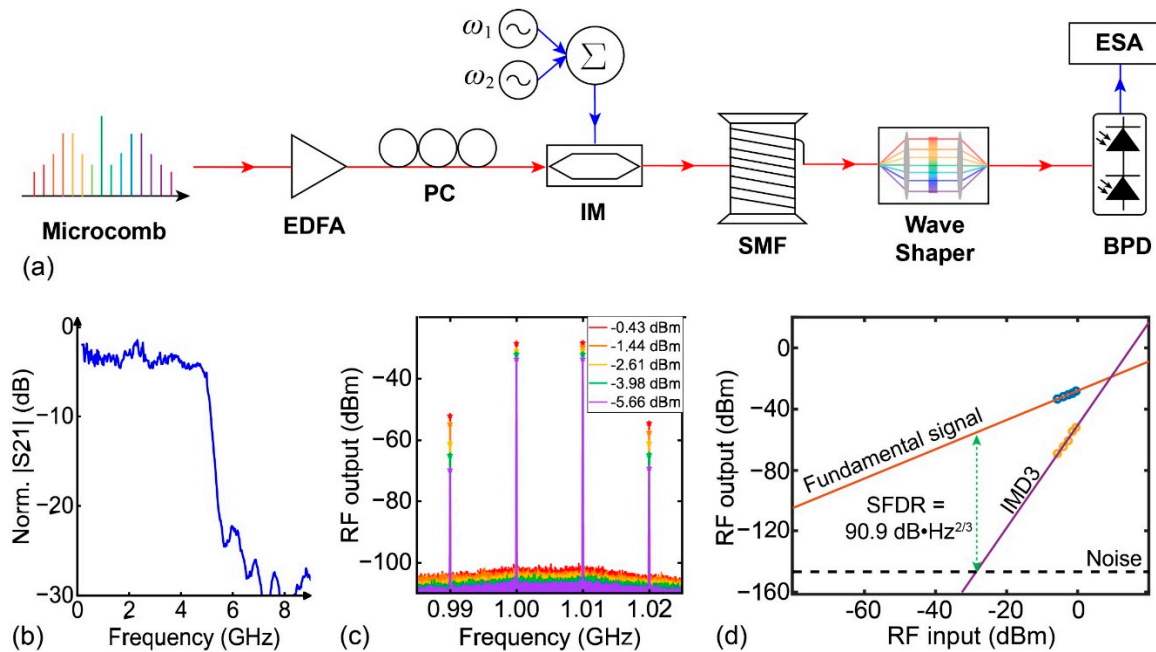 ω1
ω2
Σ
ESA
Microcomb
EDFA
PC
IM
SMF
Wave
Shaper
BPD
(a)
0
−10
−20
−30
Norm. |S21| (dB)
0 2 4 6 8
Frequency (GHz)
(b)
-0.43 dBm
-1.44 dBm
-2.61 dBm
-3.98 dBm
-5.66 dBm
−40
−60
−80
−100
RF output (dBm)
0.99 1.00 1.01 1.02
Frequency (GHz)
(c)
0
−40
−80
−120
−160
RF output (dBm)
Fundamental signal
IMD3
SFDR =
90.9 dB•Hz2/3
Noise
-60 -40 -20 0
RF input (dBm)
(d)